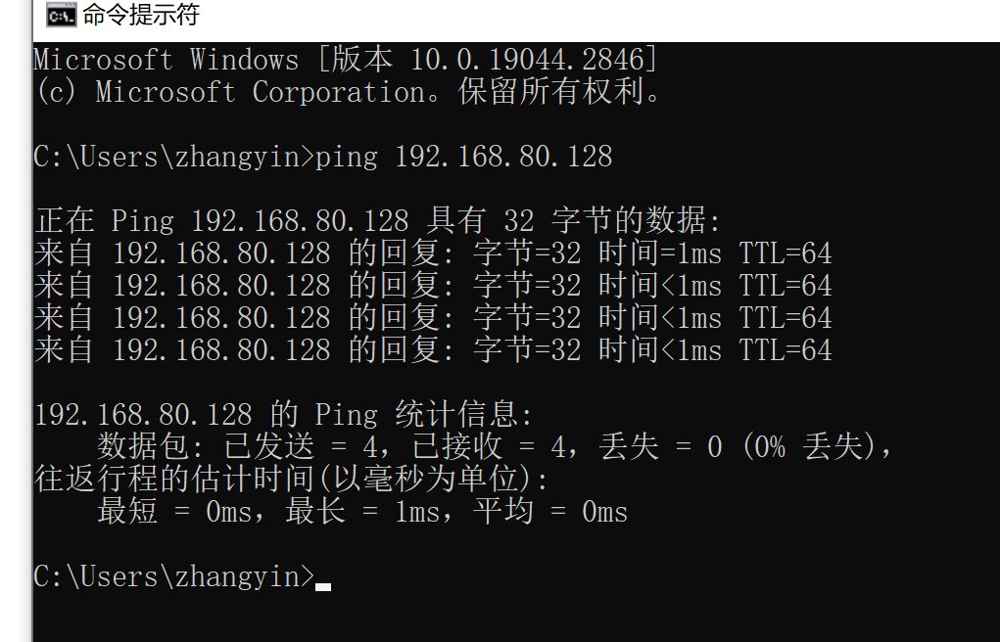 命令提示符
Microsoft Windows [版本 10.0.19044.2846]
(c) Microsoft Corporation。保留所有权利。
C:\Users\zhangyin>ping 192.168.80.128
正在 Ping 192.168.80.128 具有 32 字节的数据:
来自 192.168.80.128 的回复: 字节=32 时间=1ms TTL=64
来自 192.168.80.128 的回复: 字节=32 时间<1ms TTL=64
来自 192.168.80.128 的回复: 字节=32 时间<1ms TTL=64
来自 192.168.80.128 的回复: 字节=32 时间<1ms TTL=64
192.168.80.128 的 Ping 统计信息:
    数据包: 已发送 = 4，已接收 = 4，丢失 = 0 (0% 丢失)，
往返行程的估计时间(以毫秒为单位):
    最短 = 0ms，最长 = 1ms，平均 = 0ms
C:\Users\zhangyin>